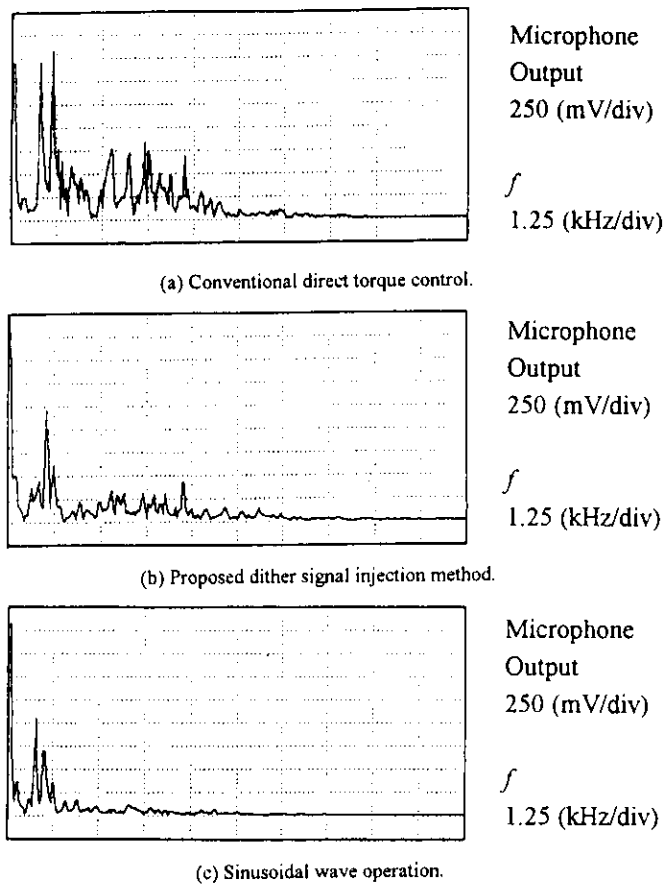 Microphone
Output
250 (mV/div)
f
1.25 (kHz/div)
(a) Conventional direct torque control.
Microphone
Output
250 (mV/div)
f
1.25 (kHz/div)
(b) Proposed dither signal injection method.
Microphone
Output
250 (mV/div)
f
1.25 (kHz/div)
(c) Sinusoidal wave operation.